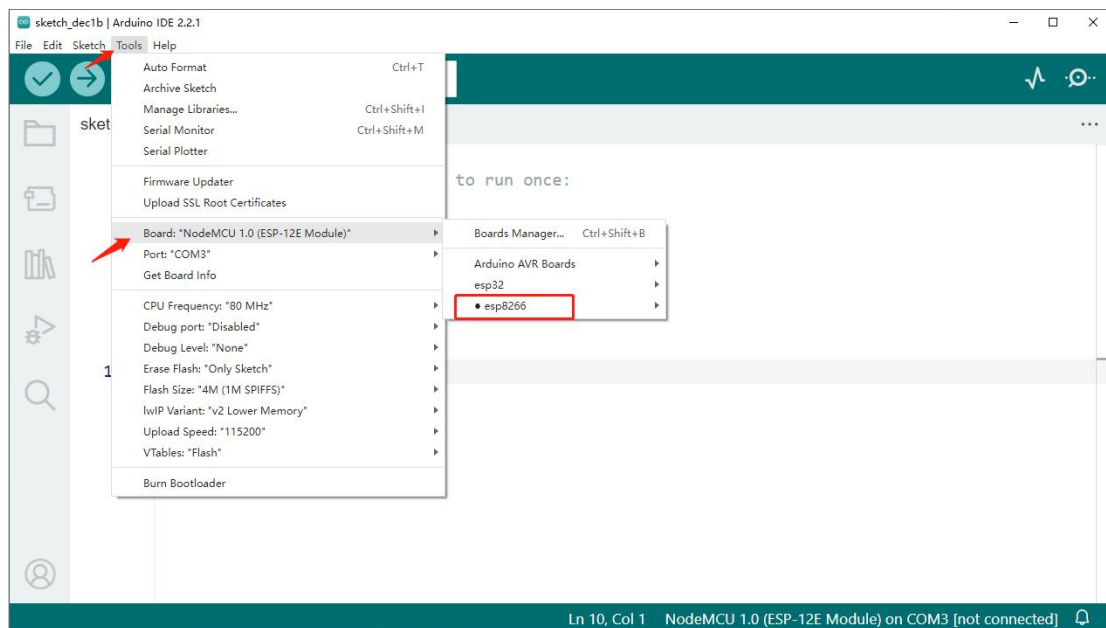 sketch_dec1b | Arduino IDE 2.2.1
File Edit Sketch Tools Help
Auto Format Ctrl+T
Archive Sketch
Manage Libraries... Ctrl+Shift+I
Serial Monitor Ctrl+Shift+M
Serial Plotter
sket
Firmware Updater
to run once:
Upload SSL Root Certificates
Board: "NodeMCU 1.0 (ESP-12E Module)"
Port: "COM3"
Get Board Info
Boards Manager... Ctrl+Shift+B
Arduino AVR Boards
esp32
● esp8266
CPU Frequency: "80 MHz"
Debug port: "Disabled"
Debug Level: "None"
Erase Flash: "Only Sketch"
1
Flash Size: "4M (1M SPIFFS)"
lwIP Variant: "v2 Lower Memory"
Upload Speed: "115200"
VTables: "Flash"
Burn Bootloader
Ln 10, Col 1 NodeMCU 1.0 (ESP-12E Module) on COM3 [not connected]